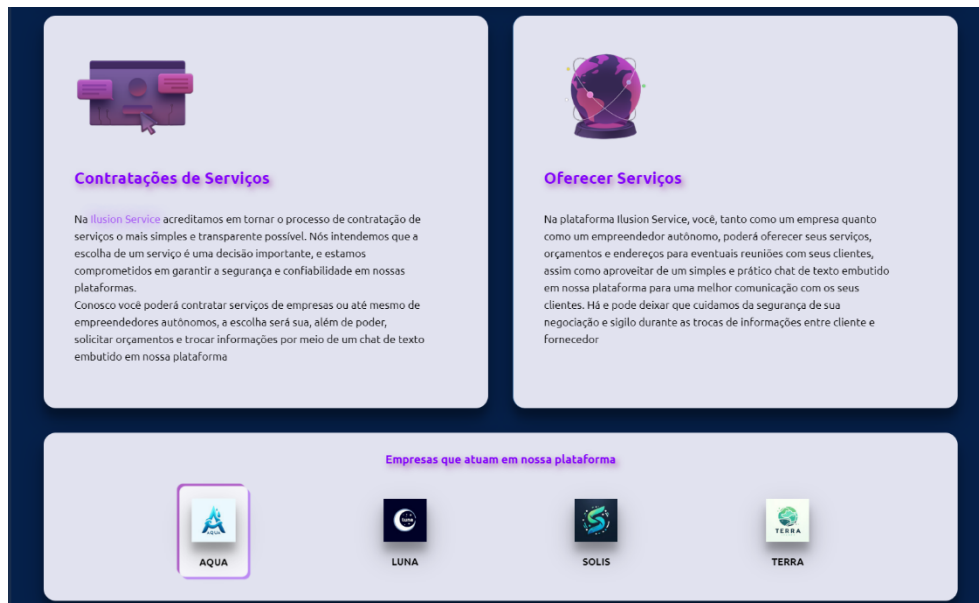 Contratações de Serviços
Na Ilusion Service acreditamos em tornar o processo de contratação de
serviços o mais simples e transparente possível. Nós intendemos que a
escolha de um serviço é uma decisão importante, e estamos
comprometidos em garantir a segurança e confiabilidade em nossas
plataformas.
Conosco você poderá contratar serviços de empresas ou até mesmo de
empreendedores autônomos, a escolha será sua, além de poder,
solicitar orçamentos e trocar informações por meio de um chat de texto
embutido em nossa plataforma
Oferecer Serviços
Na plataforma Ilusion Service, você, tanto como um empresa quanto
como um empreendedor autônomo, poderá oferecer seus serviços,
orçamentos e endereços para eventuais reuniões com seus clientes,
assim como aproveitar de um simples e prático chat de texto embutido
em nossa plataforma para uma melhor comunicação com os seus
clientes. Há e pode deixar que cuidamos da segurança de sua
negociação e sigilo durante as trocas de informações entre cliente e
fornecedor
Empresas que atuam em nossa plataforma
AQUA
AQUA
luna
LUNA
SOLIS
TERRA
TERRA